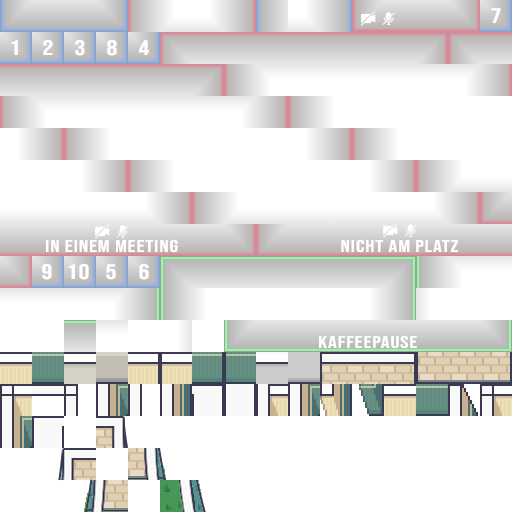 7
1 2 3 8 4
IN EINEM MEETING NICHT AM PLATZ
9 10 5 6
KAFFEEPAUSE